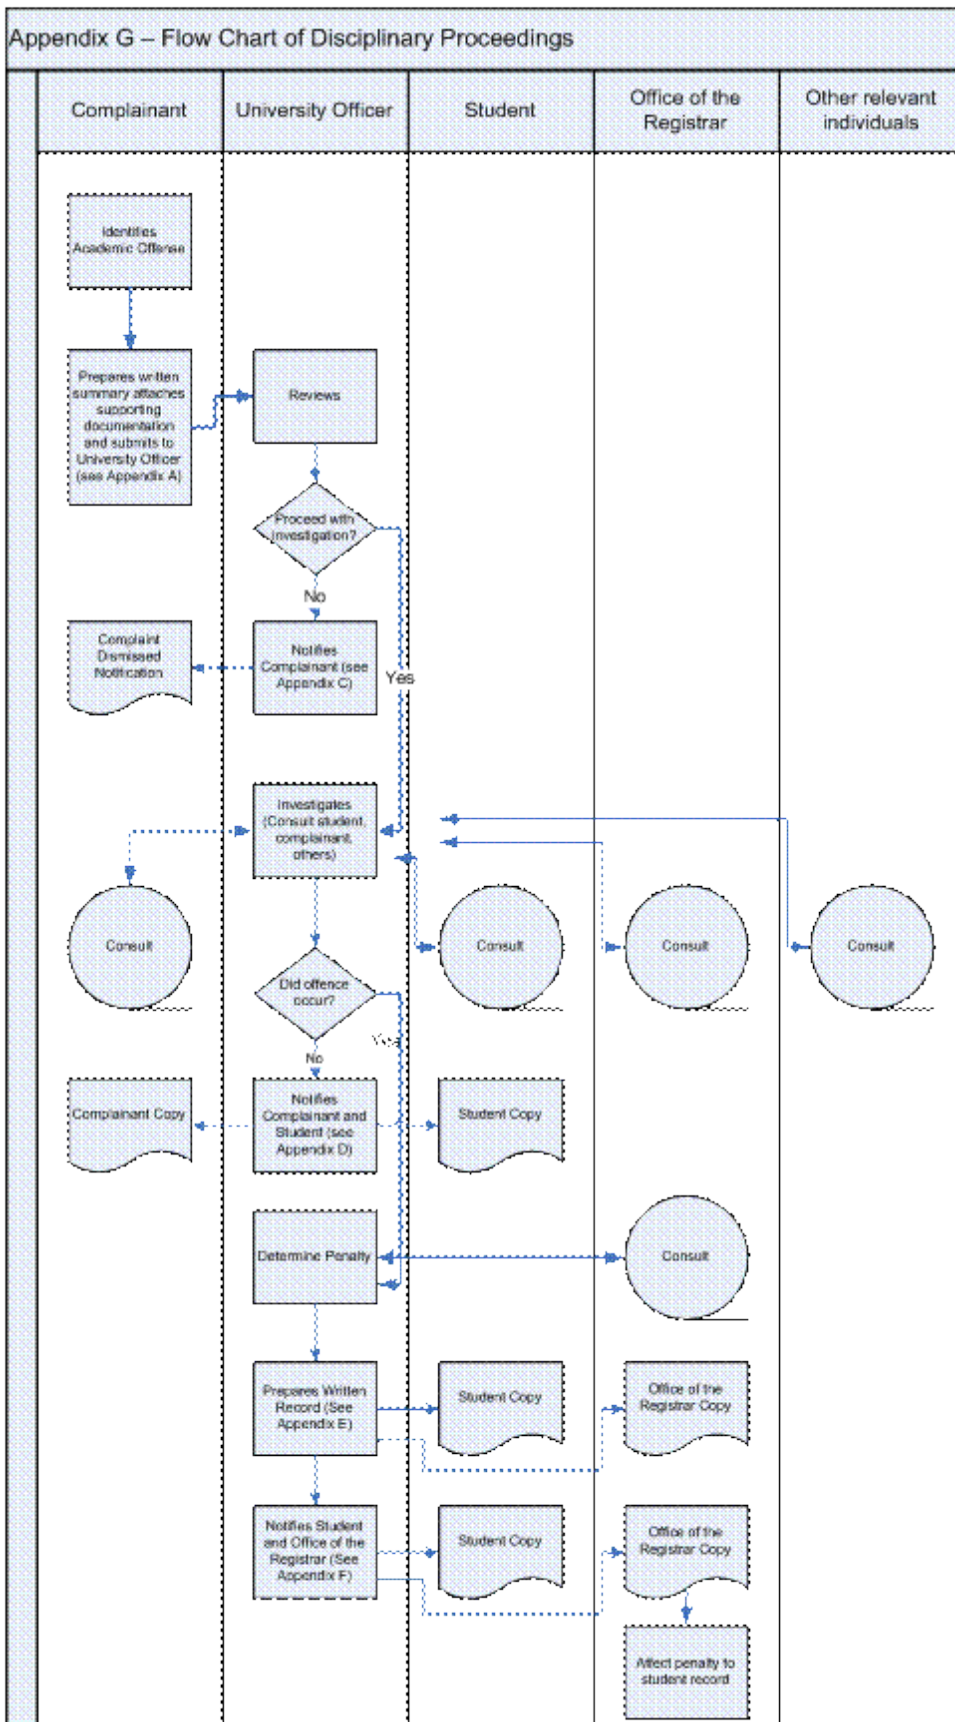 Appendix G – Flow Chart of Disciplinary Proceedings
Complainant
University Officer
Student
Office of the
Registrar
Other relevant
individuals
Identifies
Academic Offense
Prepares written
summary attaches
supporting
documentation
and submits to
University Officer
(see Appendix A)
Reviews
Proceed with
investigation?
No
Yes
Complaint
Dismissed
Notification
Notifies
Complainant (see
Appendix C)
Investigates
(Consult student,
complainant,
others)
Consult
Consult
Consult
Consult
Did offence
occur?
Yes
No
Complainant Copy
Notifies
Complainant and
Student (see
Appendix D)
Student Copy
Determine Penalty
Consult
Prepares Written
Record (See
Appendix E)
Student Copy
Office of the
Registrar Copy
Notifies Student
and Office of the
Registrar (See
Appendix F)
Student Copy
Office of the
Registrar Copy
Affect penalty to
student record